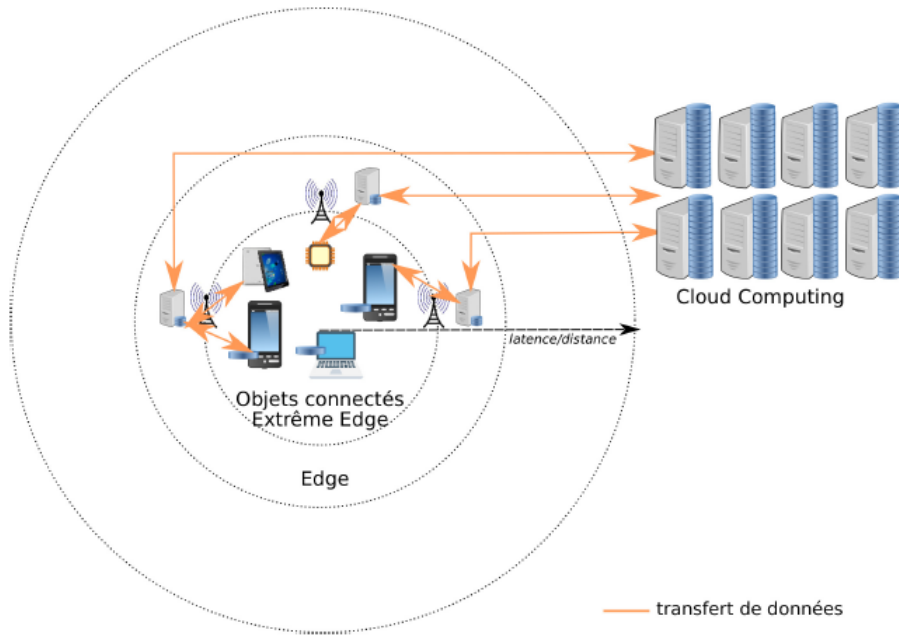 Cloud Computing
latence/distance
Objets connectés
Extrême Edge
Edge
transfert de données